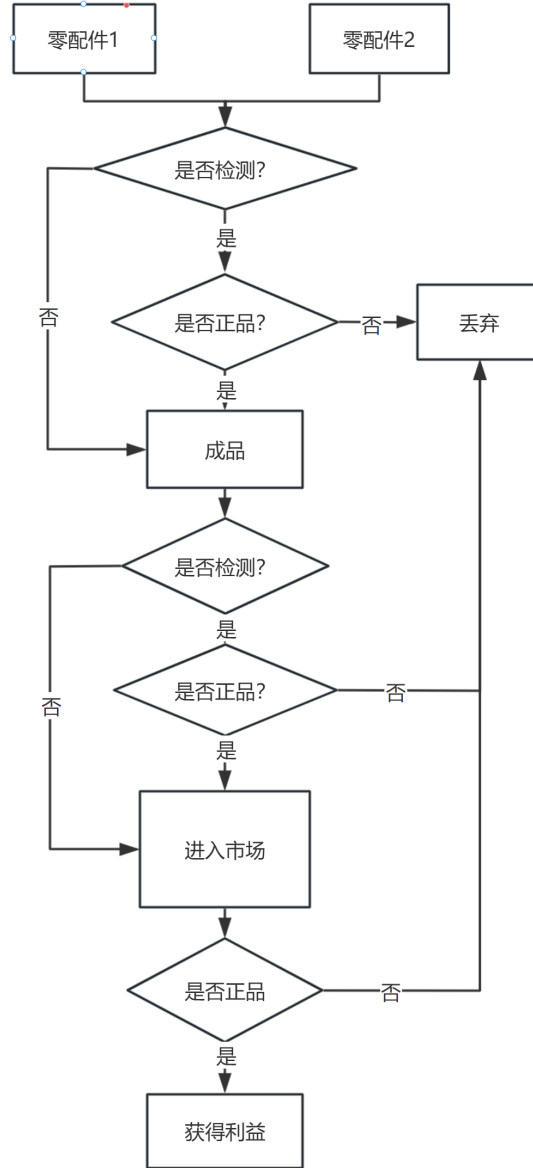 零配件1
零配件2
是否检测?
是
否
是否正品?
否
丢弃
是
成品
是否检测?
是
是否正品?
否
否
是
进入市场
是否正品
否
是
获得利益